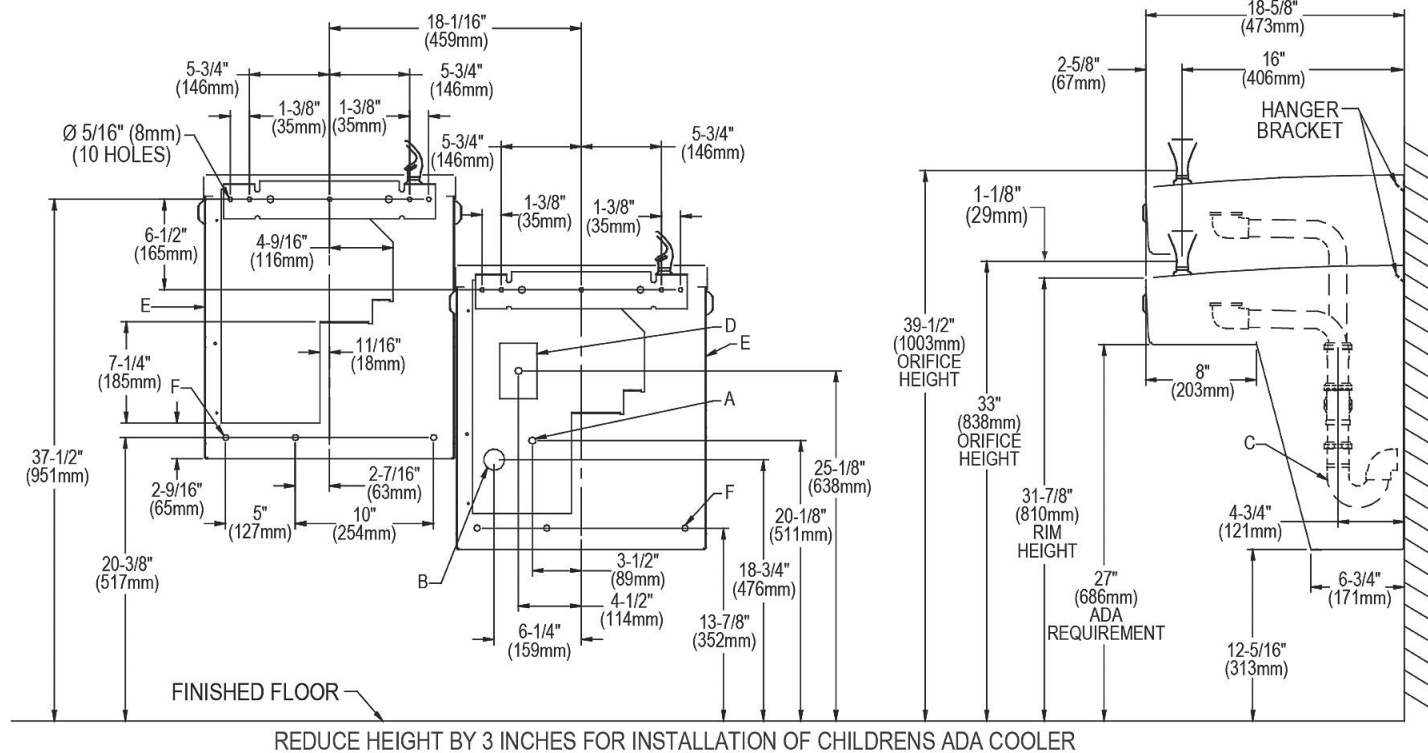 18-1/16"
(459mm)
5-3/4"
(146mm)
5-3/4"
(146mm)
1-3/8"
(35mm)
1-3/8"
(35mm)
Ø 5/16" (8mm)
(10 HOLES)
5-3/4"
(146mm)
5-3/4"
(146mm)
1-3/8"
(35mm)
1-3/8"
(35mm)
6-1/2"
(165mm)
4-9/16"
(116mm)
E
11/16"
(18mm)
7-1/4"
(185mm)
F
37-1/2"
(951mm)
2-9/16"
(65mm)
2-7/16"
(63mm)
5"
(127mm)
10"
(254mm)
20-3/8"
(517mm)
D
E
A
B
F
25-1/8"
(638mm)
20-1/8"
(511mm)
18-3/4"
(476mm)
13-7/8"
(352mm)
3-1/2"
(89mm)
4-1/2"
(114mm)
6-1/4"
(159mm)
18-5/8"
(473mm)
2-5/8"
(67mm)
16"
(406mm)
HANGER
BRACKET
1-1/8"
(29mm)
39-1/2"
(1003mm)
ORIFICE
HEIGHT
33"
(838mm)
ORIFICE
HEIGHT
31-7/8"
(810mm)
RIM
HEIGHT
27"
(686mm)
ADA
REQUIREMENT
8"
(203mm)
C
4-3/4"
(121mm)
6-3/4"
(171mm)
12-5/16"
(313mm)
FINISHED FLOOR
REDUCE HEIGHT BY 3 INCHES FOR INSTALLATION OF CHILDRENS ADA COOLER